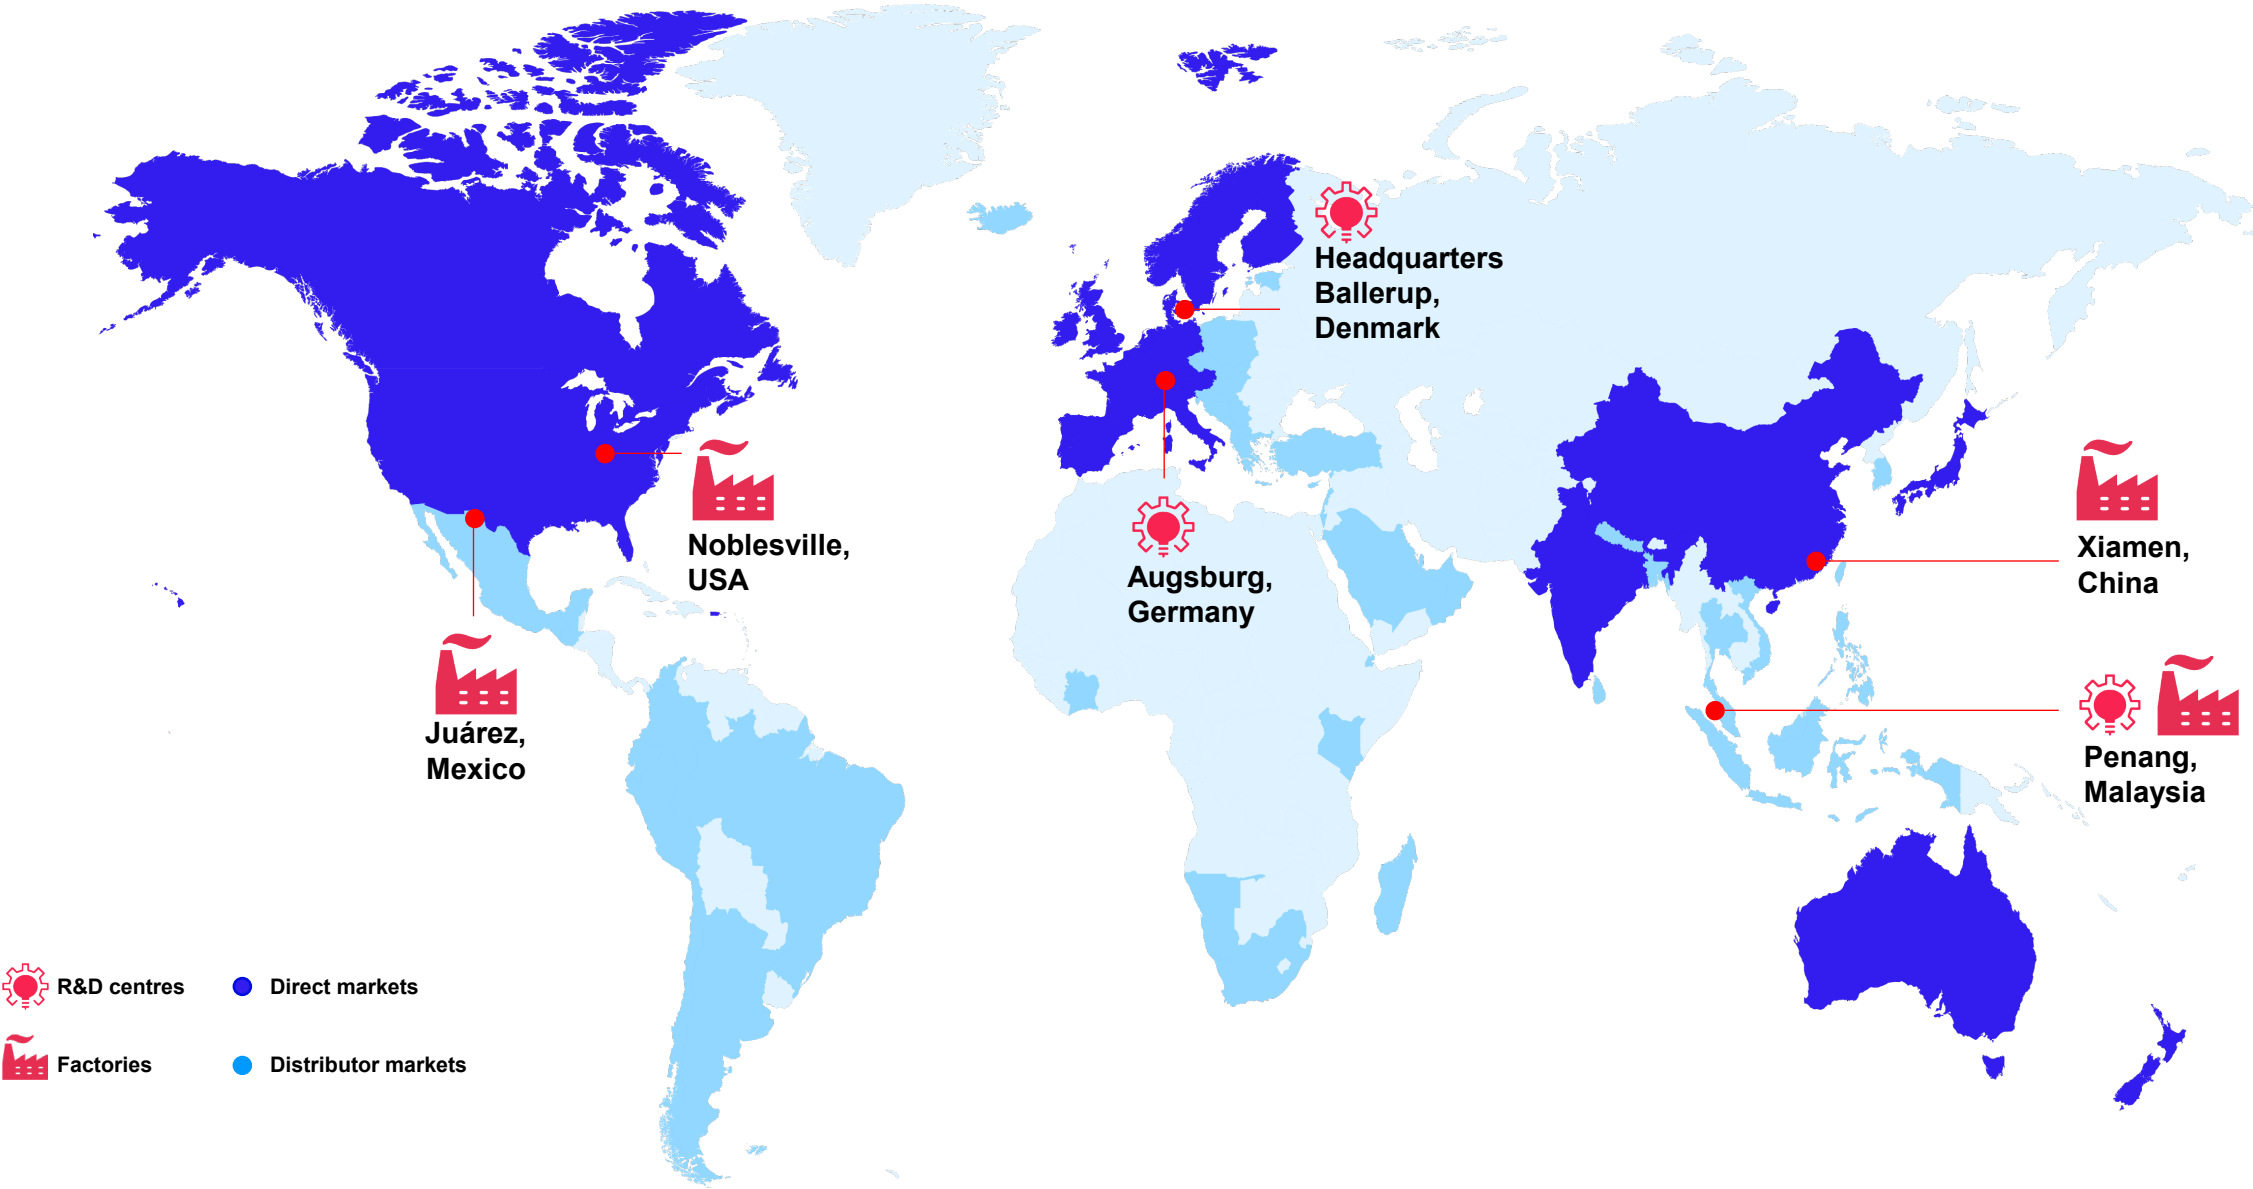 Headquarters
Ballerup,
Denmark
Noblesville,
USA
Augsburg,
Germany
Xiamen,
China
Juárez,
Mexico
Penang,
Malaysia
R&D centres
Direct markets
Factories
Distributor markets